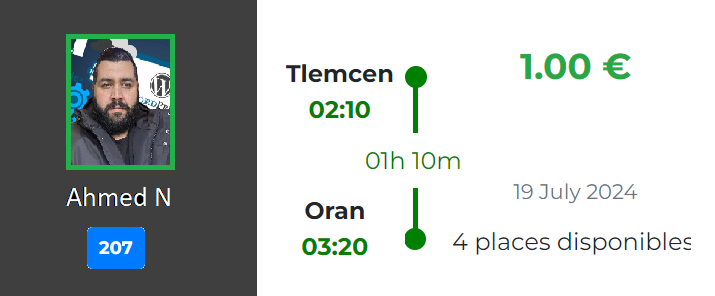 Ahmed N
207
Tlemcen
02:10
01h 10m
Oran
03:20
1.00 €
19 July 2024
4 places disponibles